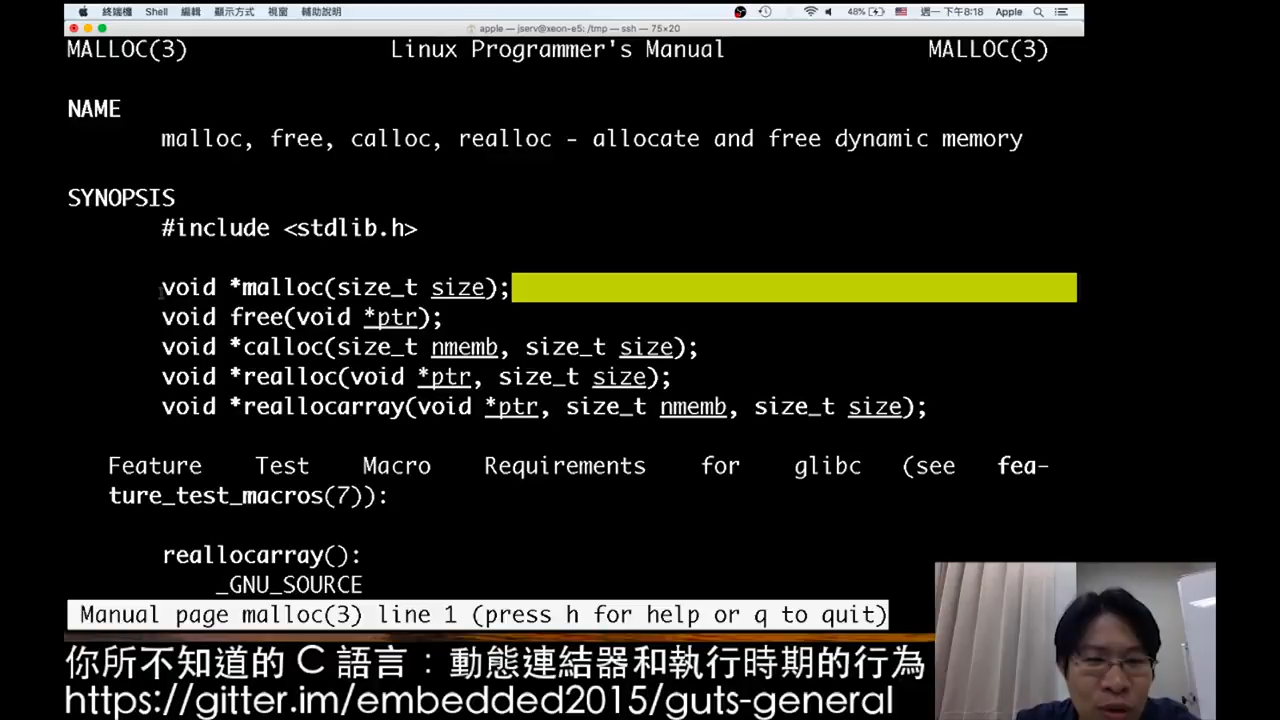 Shell 編輯 顯示方式 視窗 輔助說明 48% 週一 下午8:18 Apple
apple — jserv@xeon-e5: /tmp — ssh — 75×20
MALLOC(3) Linux Programmer's Manual MALLOC(3)
NAME
malloc, free, calloc, realloc - allocate and free dynamic memory
SYNOPSIS
#include <stdlib.h>
void *malloc(size_t size);
void free(void *ptr);
void *calloc(size_t nmemb, size_t size);
void *realloc(void *ptr, size_t size);
void *reallocarray(void *ptr, size_t nmemb, size_t size);
Feature Test Macro Requirements for glibc (see fea-
ture_test_macros(7)):
reallocarray():
_GNU_SOURCE
Manual page malloc(3) line 1 (press h for help or q to quit)
你所不知道的 C 語言：動態連結器和執行時期的行為
https://gitter.im/embedded2015/guts-general